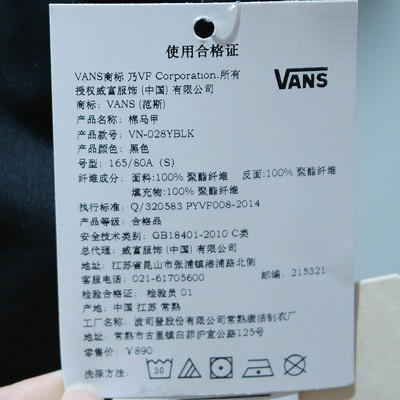 使用合格证
VANS商标 乃VF Corporation.所有
授权威富服饰(中国)有限公司
VANS
商标: VANS (范斯)
产品名称: 棉马甲
产品款号: VN-028YBLK
产品颜色: 黑色
号型: 165/80A (S)
纤维成分: 面料:100% 聚酯纤维 反面:100% 聚酯纤维
填充物:100% 聚酯纤维
执行标准: Q/320583 PYVF008-2014
产品等级: 合格品
安全技术类别: GB18401-2010 C类
总代理: 威富服饰(中国)有限公司
地址: 江苏省昆山市张浦镇港浦路北侧
客服电话: 021-61705600 邮编: 215321
检验合格证: 检验员 01
产地: 中国 江苏 常熟
工厂名称: 波司登股份有限公司常熟康洁制衣厂
地址: 常熟市古里镇白茆沪宜公路125号
零售价: ¥890
洗涤方法: 30